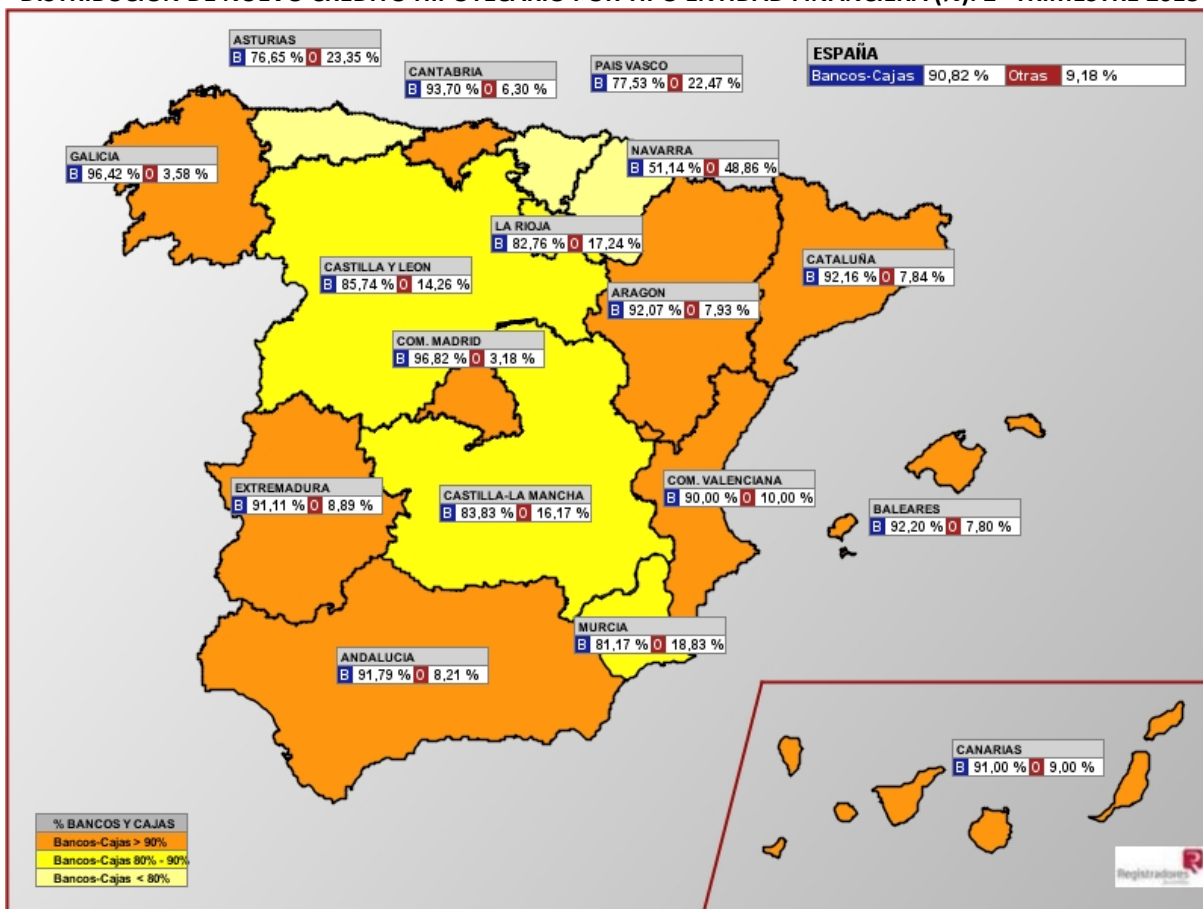 ASTURIAS
B 76,65 % O 23,35 %
CANTABRIA
B 93,70 % O 6,30 %
PAIS VASCO
B 77,53 % O 22,47 %
ESPAÑA
Bancos-Cajas 90,82 % Otras 9,18 %
GALICIA
B 96,42 % O 3,58 %
NAVARRA
B 51,14 % O 48,86 %
LA RIOJA
B 82,76 % O 17,24 %
CASTILLA Y LEON
B 85,74 % O 14,26 %
CATALUÑA
B 92,16 % O 7,84 %
ARAGON
B 92,07 % O 7,93 %
COM. MADRID
B 96,82 % O 3,18 %
EXTREMADURA
B 91,11 % O 8,89 %
CASTILLA-LA MANCHA
B 83,83 % O 16,17 %
COM. VALENCIANA
B 90,00 % O 10,00 %
BALEARES
B 92,20 % O 7,80 %
MURCIA
B 81,17 % O 18,83 %
ANDALUCIA
B 91,79 % O 8,21 %
CANARIAS
B 91,00 % O 9,00 %
% BANCOS Y CAJAS
Bancos-Cajas > 90%
Bancos-Cajas 80% - 90%
Bancos-Cajas < 80%
Registradores